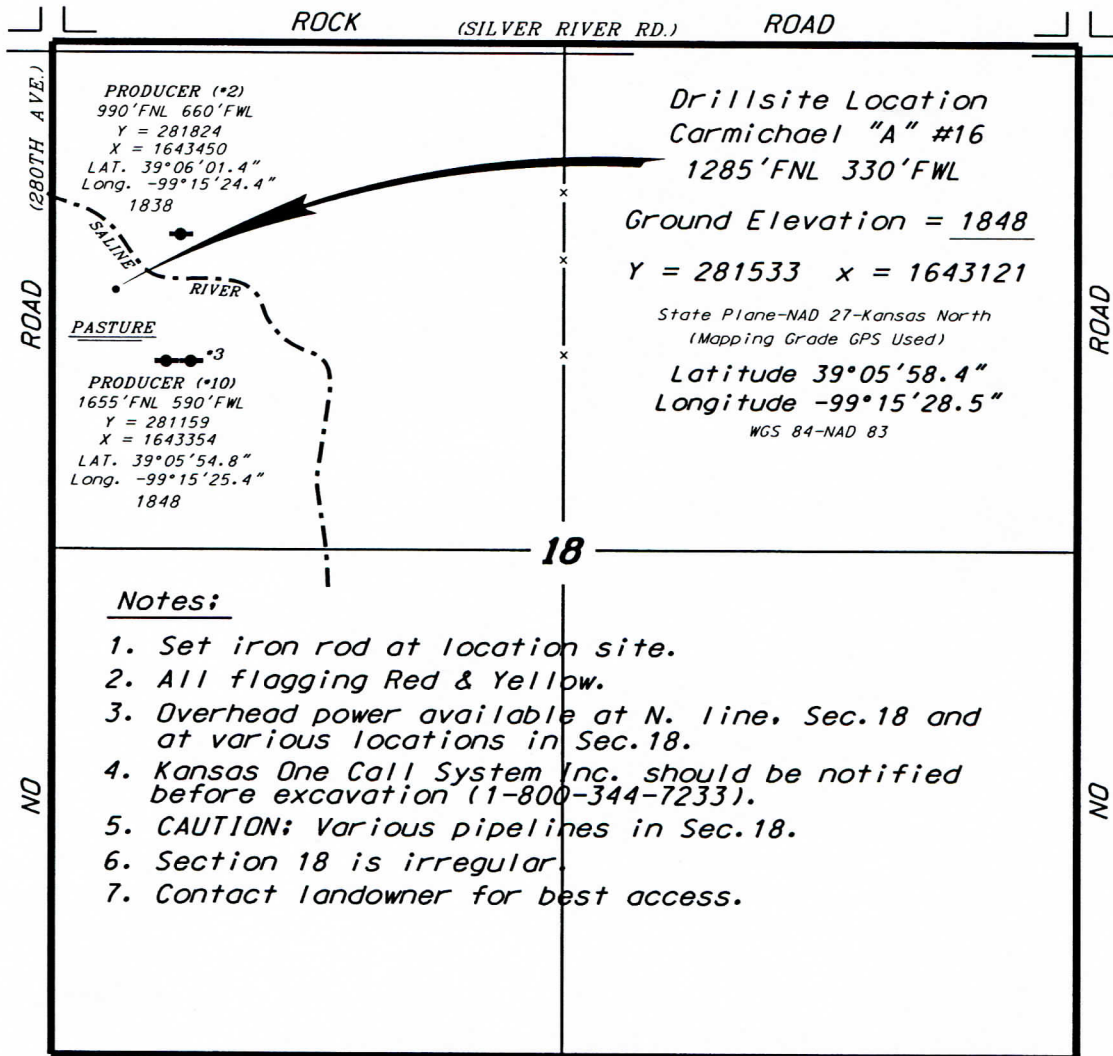 ROCK (SILVER RIVER RD.) ROAD
(280TH AVE.)
ROAD
NO
PRODUCER (*2)
990'FNL 660'FWL
Y = 281824
X = 1643450
LAT. 39°06'01.4"
Long. -99°15'24.4"
1838
SALINE
RIVER
PASTURE
*3
PRODUCER (*10)
1655'FNL 590'FWL
Y = 281159
X = 1643354
LAT. 39°05'54.8"
Long. -99°15'25.4"
1848
Drillsite Location
Carmichael "A" #16
1285'FNL 330'FWL
Ground Elevation = 1848
Y = 281533 x = 1643121
State Plane-NAD 27-Kansas North
(Mapping Grade GPS Used)
Latitude 39°05'58.4"
Longitude -99°15'28.5"
WGS 84-NAD 83
x
x
x
ROAD
NO
18
Notes:
1. Set iron rod at location site.
2. All flagging Red & Yellow.
3. Overhead power available at N. line, Sec.18 and
at various locations in Sec.18.
4. Kansas One Call System Inc. should be notified
before excavation (1-800-344-7233).
5. CAUTION: Various pipelines in Sec.18.
6. Section 18 is irregular.
7. Contact landowner for best access.